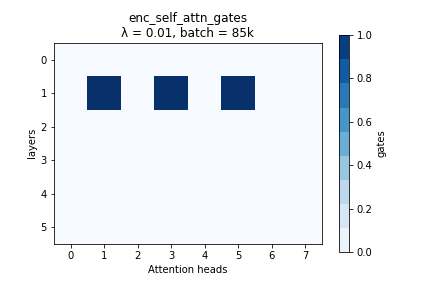 enc_self_attn_gates
λ = 0.01, batch = 85k
layers
0
1
2
3
4
5
0 1 2 3 4 5 6 7
Attention heads
1.0
0.8
0.6
0.4
0.2
0.0
gates